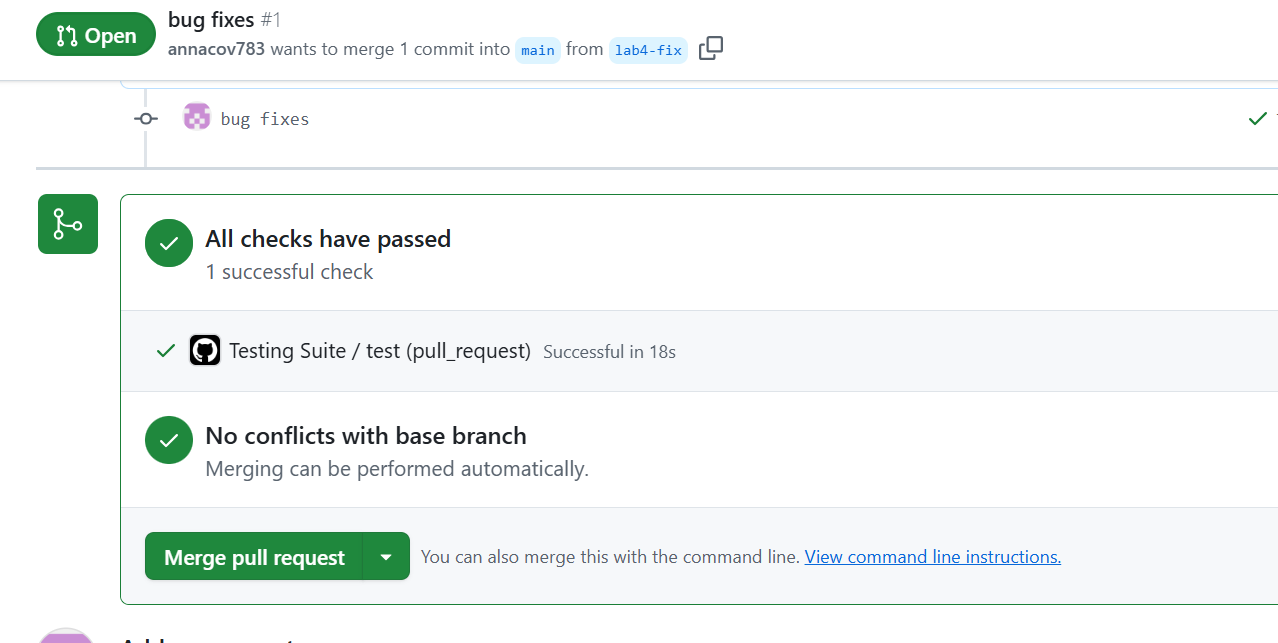 Open
bug fixes #1
annacov783 wants to merge 1 commit into main from lab4-fix
bug fixes
All checks have passed
1 successful check
Testing Suite / test (pull_request) Successful in 18s
No conflicts with base branch
Merging can be performed automatically.
Merge pull request
You can also merge this with the command line. View command line instructions.